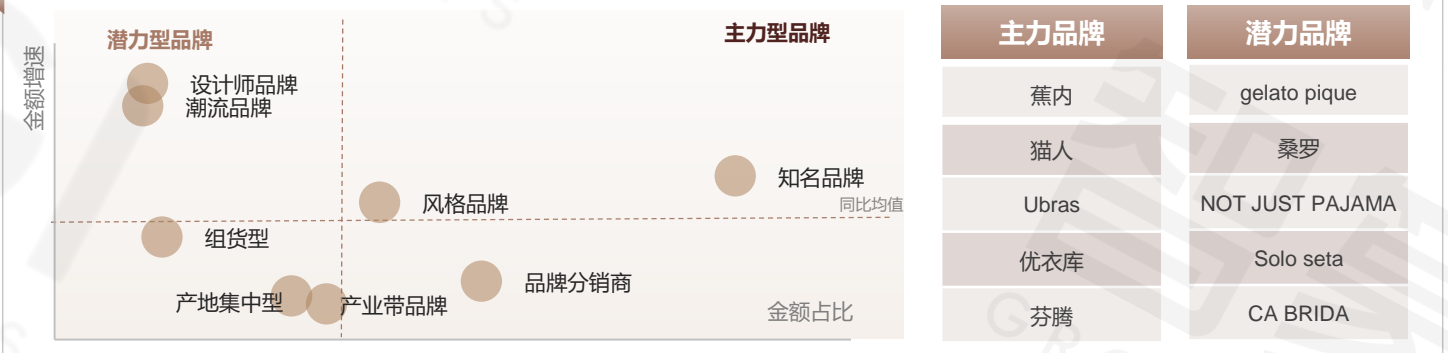 潜力型品牌
主力型品牌
金额增速
设计师品牌
潮流品牌
知名品牌
风格品牌
同比均值
组货型
品牌分销商
产地集中型
产业带品牌
金额占比
主力品牌
潜力品牌
蕉内
gelato pique
猫人
桑罗
Ubras
NOT JUST PAJAMA
优衣库
Solo seta
芬腾
CA BRIDA